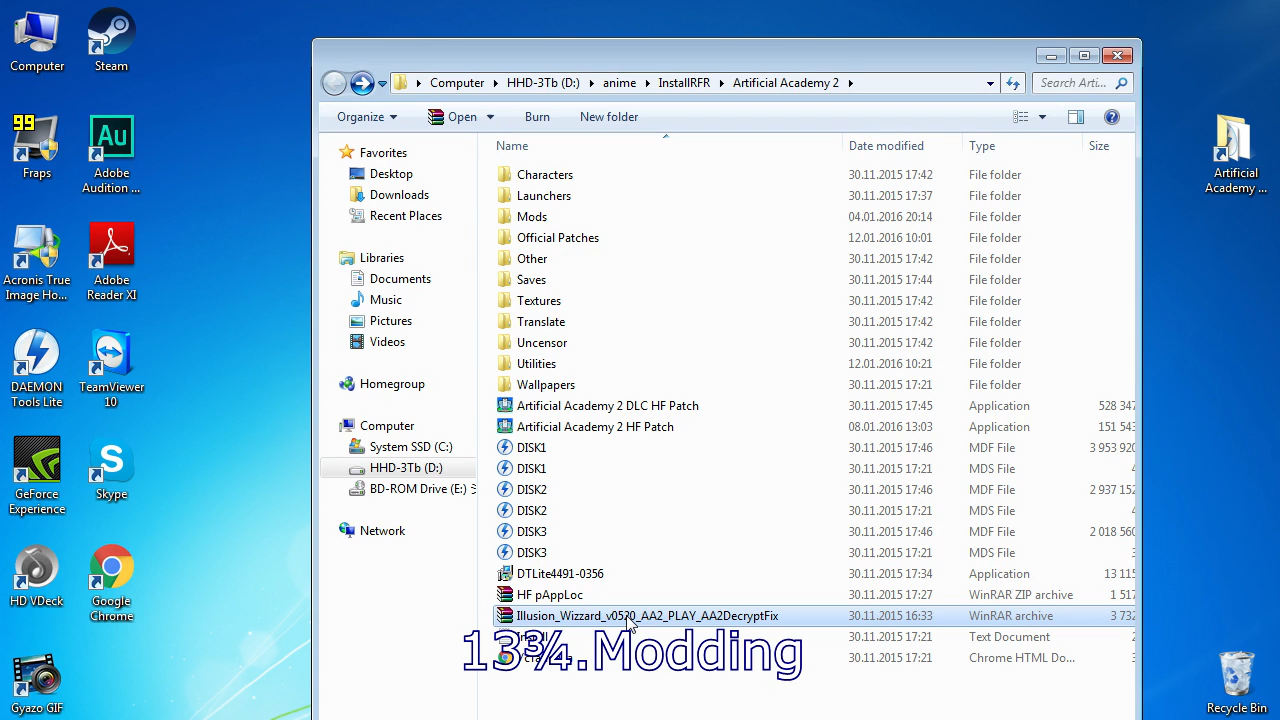 Computer
Steam
99
Fraps
Au
Adobe
Audition ...
Acronis True
Image Ho...
Adobe
Reader XI
DAEMON
Tools Lite
TeamViewer
10
GeForce
Experience
S
Skype
HD VDeck
Google
Chrome
Gyazo GIF
Computer
HHD-3Tb (D:)
anime
InstallRFR
Artificial Academy 2
Search Artific...
Organize
Open
Burn
New folder
Favorites
Desktop
Downloads
Recent Places
Libraries
Documents
Music
Pictures
Videos
Homegroup
Computer
System SSD (C:)
HHD-3Tb (D:)
BD-ROM Drive (E:)
Network
Name Date modified Type Size
Characters 30.11.2015 17:42 File folder
Launchers 30.11.2015 17:37 File folder
Mods 04.01.2016 20:14 File folder
Official Patches 12.01.2016 10:01 File folder
Other 30.11.2015 17:42 File folder
Saves 30.11.2015 17:44 File folder
Textures 30.11.2015 17:42 File folder
Translate 30.11.2015 17:42 File folder
Uncensor 30.11.2015 17:42 File folder
Utilities 12.01.2016 10:21 File folder
Wallpapers 30.11.2015 17:21 File folder
Artificial Academy 2 DLC HF Patch 30.11.2015 17:45 Application 528 347
Artificial Academy 2 HF Patch 08.01.2016 13:03 Application 151 543
DISK1 30.11.2015 17:46 MDF File 3 953 920
DISK1 30.11.2015 17:21 MDS File
DISK2 30.11.2015 17:46 MDF File 2 937 152
DISK2 30.11.2015 17:21 MDS File
DISK3 30.11.2015 17:46 MDF File 2 018 560
DISK3 30.11.2015 17:21 MDS File
DTLite4491-0356 30.11.2015 17:34 Application 13 115
HF pAppLoc 30.11.2015 17:27 WinRAR ZIP archive 1 517
Illusion_Wizzard_v0520_AA2_PLAY_AA2DecryptFix 30.11.2015 16:33 WinRAR archive 3 732
30.11.2015 17:21 Text Document
30.11.2015 17:21 Chrome HTML Do...
13¾.Modding
Artificial
Academy ...
Recycle Bin